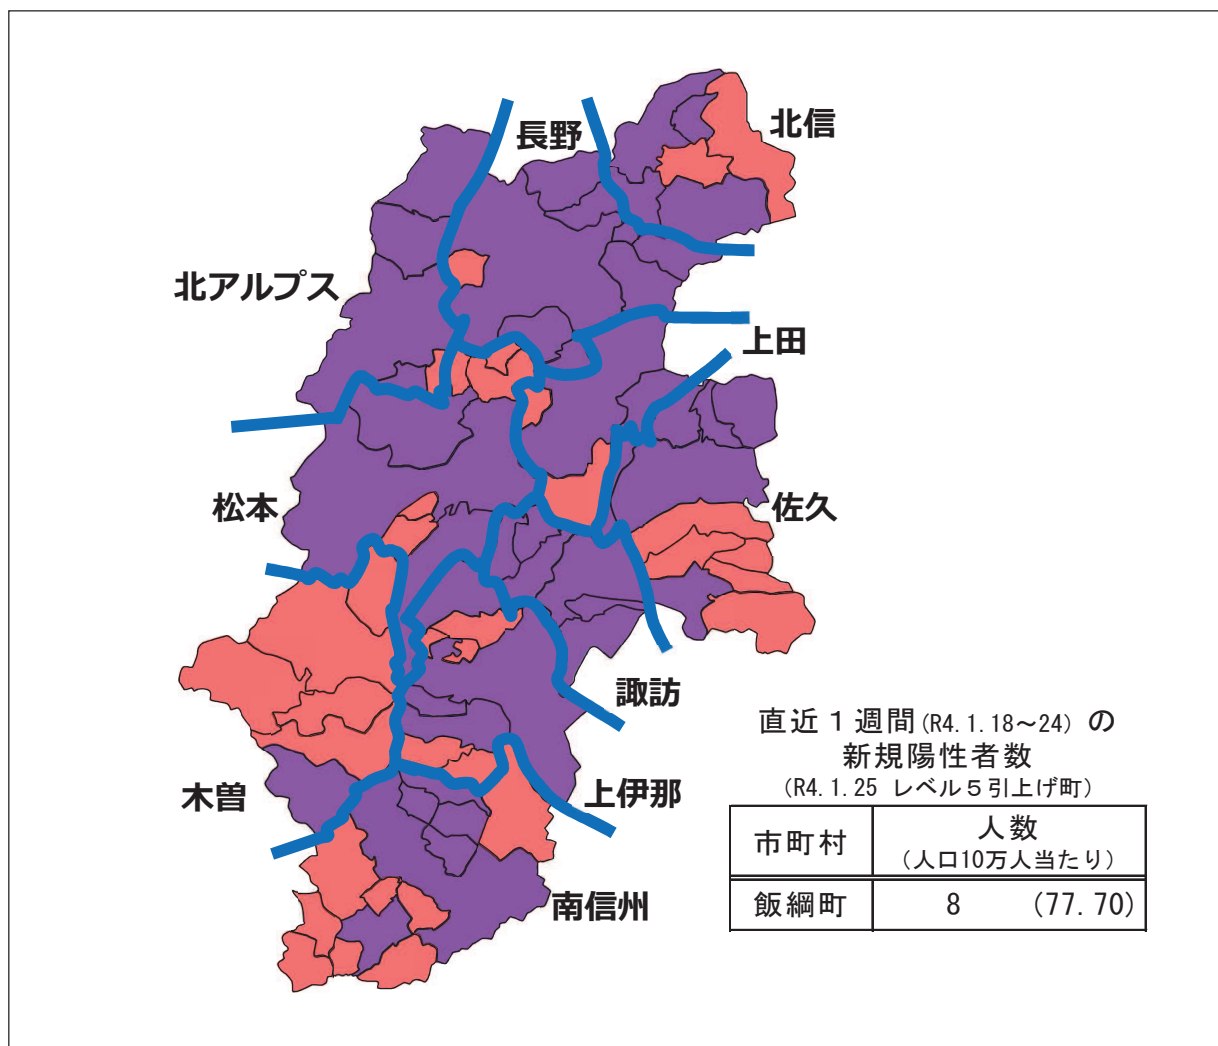 長野
北信
北アルプス
上田
松本
佐久
諏訪
木曽
上伊那
南信州
直近１週間(R4.1.18～24) の
新規陽性者数
(R4.1.25 レベル５引上げ町)
市町村
人数
(人口10万人当たり)
飯綱町 8 (77.70)